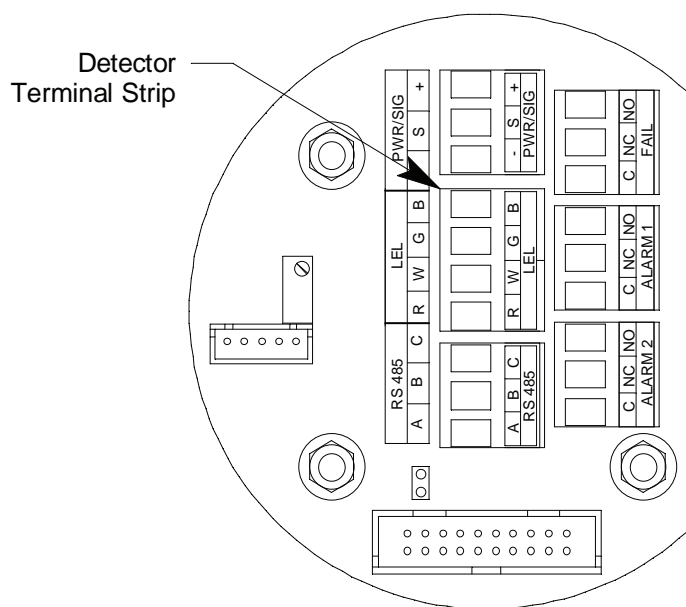 Detector
Terminal Strip
PWR/SIG
S +
LEL
R W G B
RS 485
A B C
- S +
PWR/SIG
R W G B
LEL
A B C
RS 485
C NC NO
FAIL
C NC NO
ALARM 1
C NC NO
ALARM 2